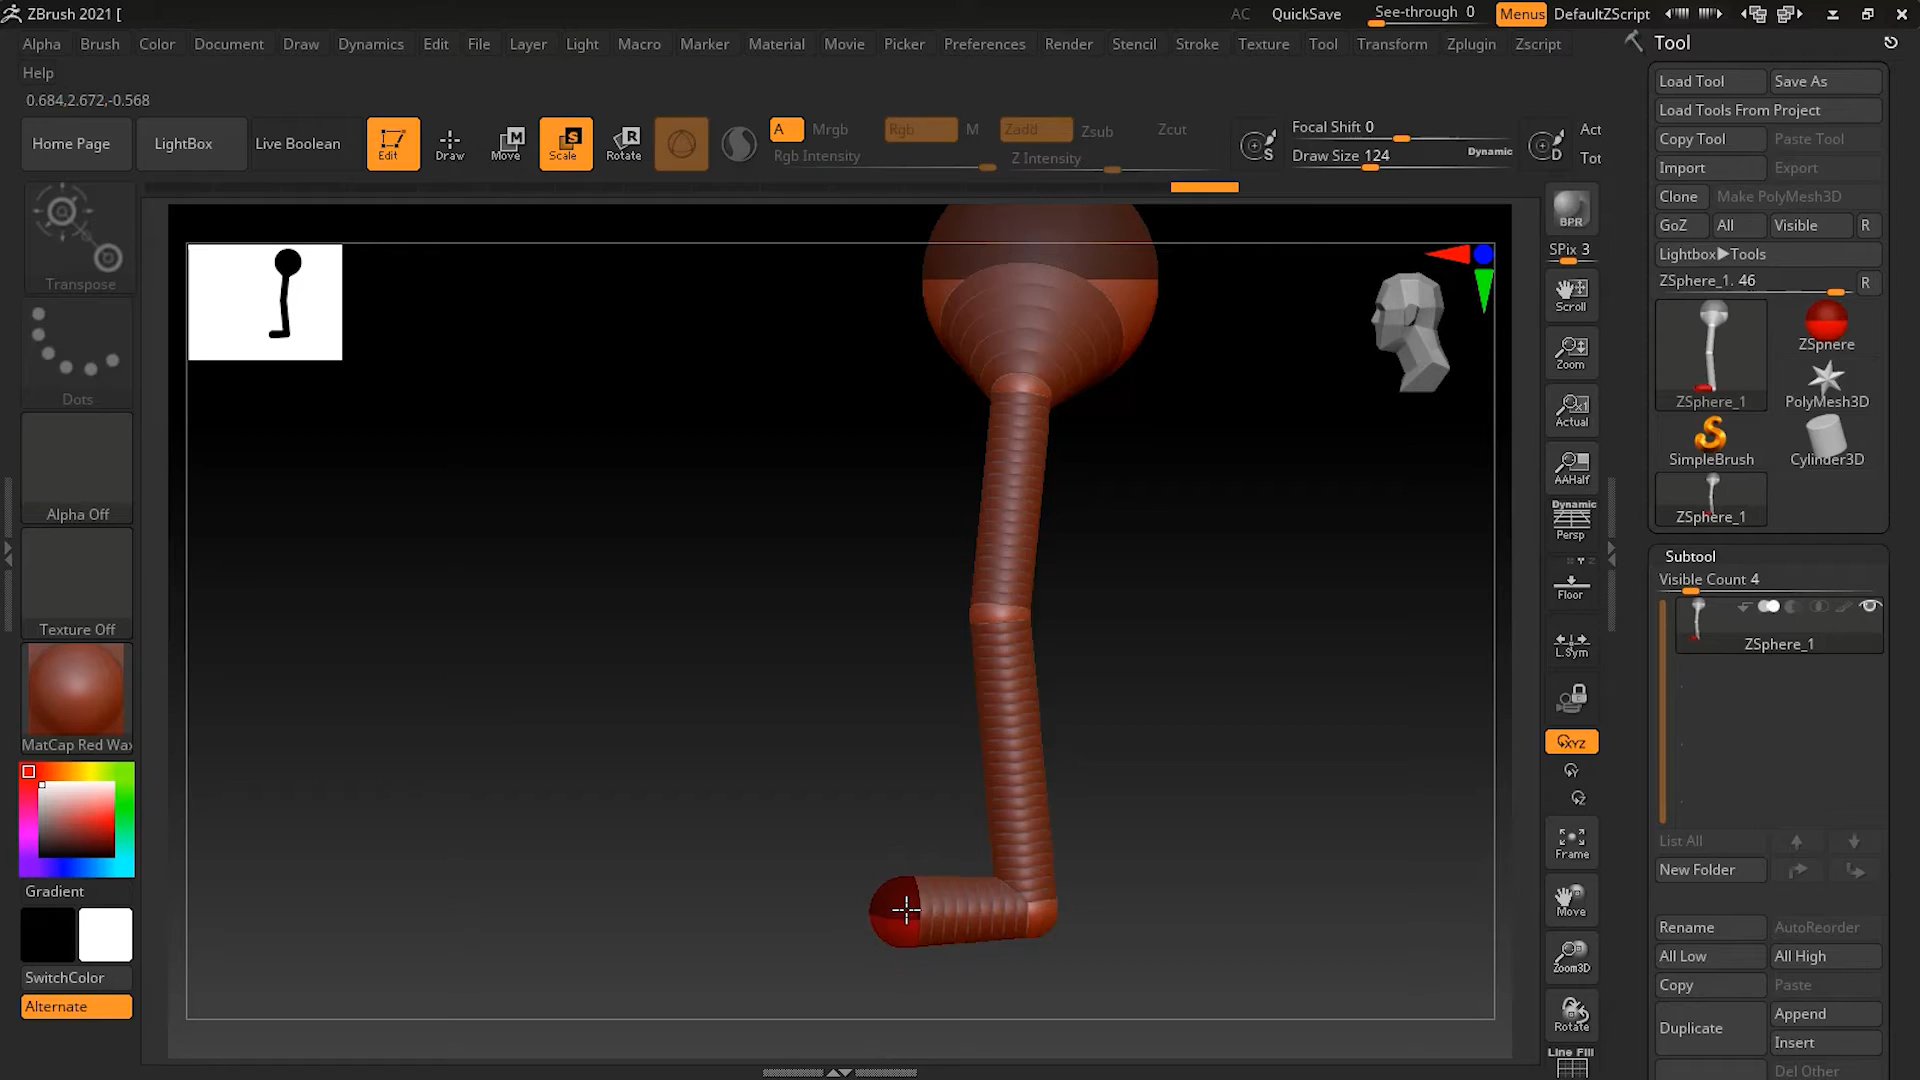 ZBrush 2021 [
AC QuickSave See-through 0 Menus DefaultZScript
Alpha Brush Color Document Draw Dynamics Edit File Layer Light Macro Marker Material Movie Picker Preferences Render Stencil Stroke Texture Tool Transform Zplugin Zscript
Help
0.684,2.672,-0.568
Home Page LightBox Live Boolean
Edit Draw Move Scale Rotate
M S R
A Mrgb Rgb M Zadd Zsub Zcut
Rgb Intensity Z Intensity
S Focal Shift 0
Draw Size 124 Dynamic
D Act
Tot
Transpose
Dots
Alpha Off
Texture Off
MatCap Red Wax
Gradient
SwitchColor
Alternate
BPR
SPix 3
Scroll
Zoom
Actual
AAHalf
Dynamic
Persp
Floor
L.Sym
XYZ
Y
Z
Frame
Move
Zoom3D
Rotate
Line Fill
Tool
Load Tool Save As
Load Tools From Project
Copy Tool Paste Tool
Import Export
Clone Make PolyMesh3D
GoZ All Visible R
Lightbox▶Tools
ZSphere_1. 46 R
ZSphere_1 ZSphere
PolyMesh3D
SimpleBrush Cylinder3D
ZSphere_1
Subtool
Visible Count 4
ZSphere_1
List All
New Folder
Rename AutoReorder
All Low All High
Copy Paste
Duplicate Append
Insert
Del Other